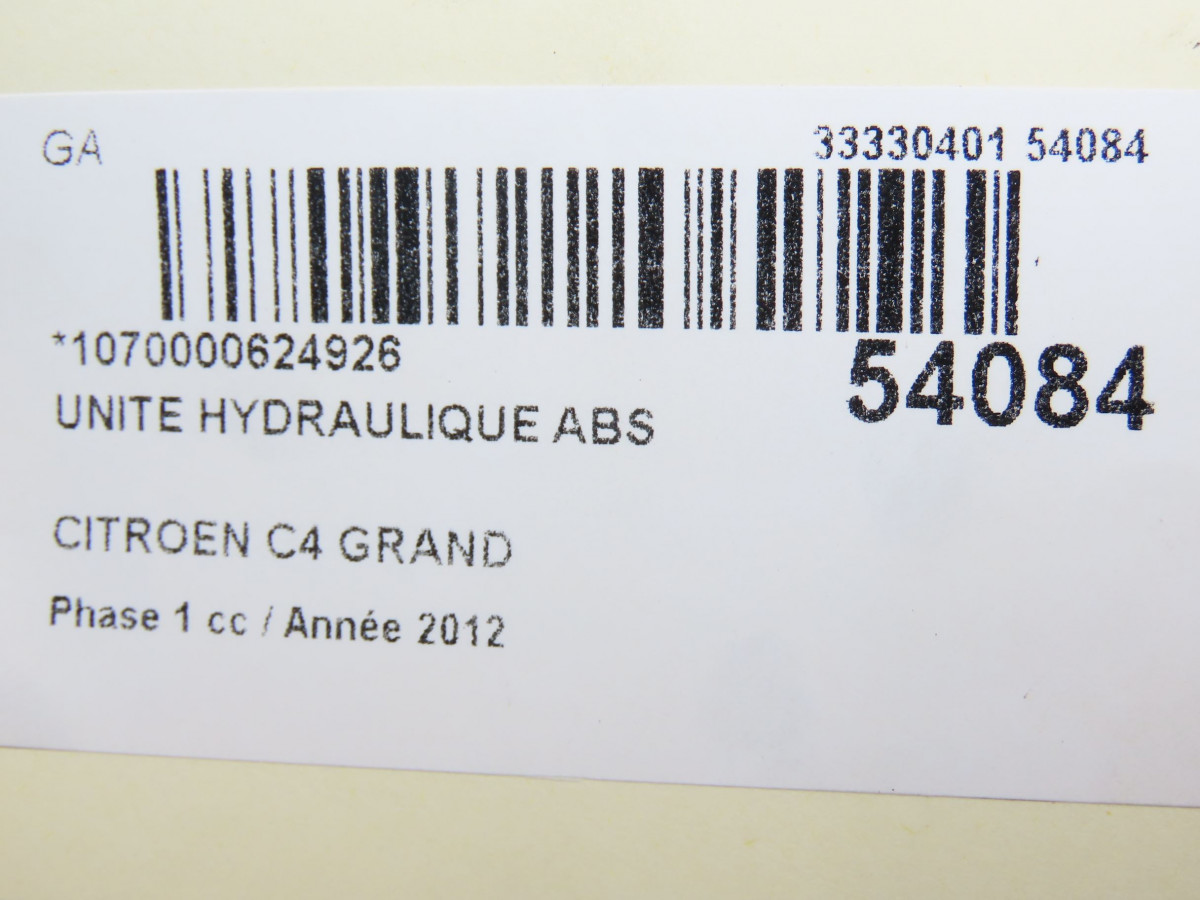 GA 33330401 54084
*1070000624926
54084
UNITE HYDRAULIQUE ABS
CITROEN C4 GRAND
Phase 1 cc / Année 2012